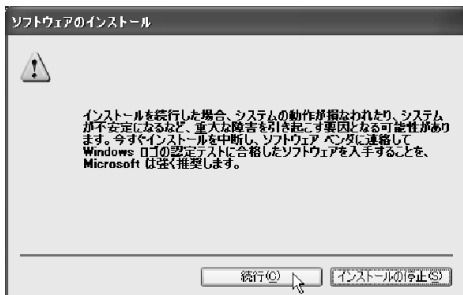 ソフトウェアのインストール
インストールを続行した場合、システムの動作が損なわれたり、システム
が不安定になるなど、重大な障害を引き起こす要因となる可能性があり
ます。今すぐインストールを中断し、ソフトウェア ベンダに連絡して
Windows ロゴの認定テストに合格したソフトウェアを入手することを、
Microsoft は強く推奨します。
続行(C)
インストールの停止(S)